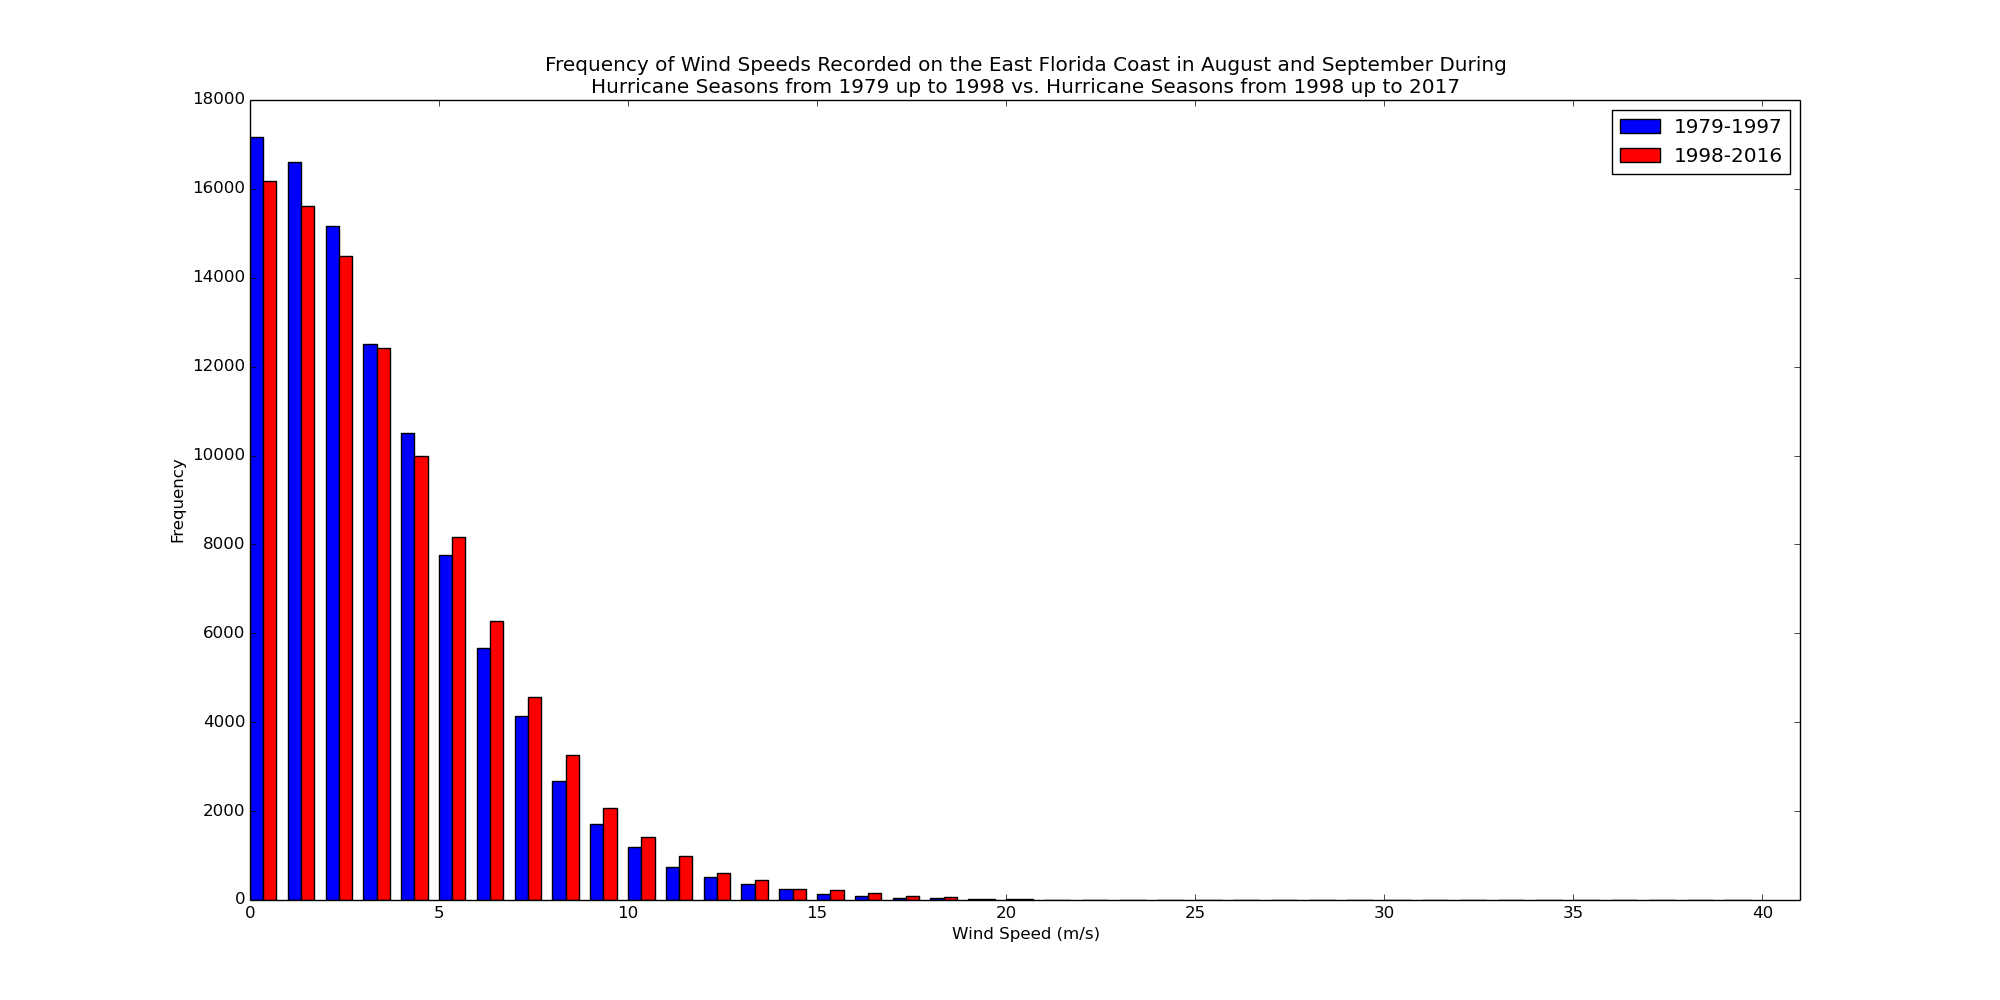 Frequency of Wind Speeds Recorded on the East Florida Coast in August and September During
Hurricane Seasons from 1979 up to 1998 vs. Hurricane Seasons from 1998 up to 2017
1979-1997
1998-2016
18000
16000
14000
12000
10000
8000
6000
4000
2000
0
Frequency
0 5 10 15 20 25 30 35 40
Wind Speed (m/s)